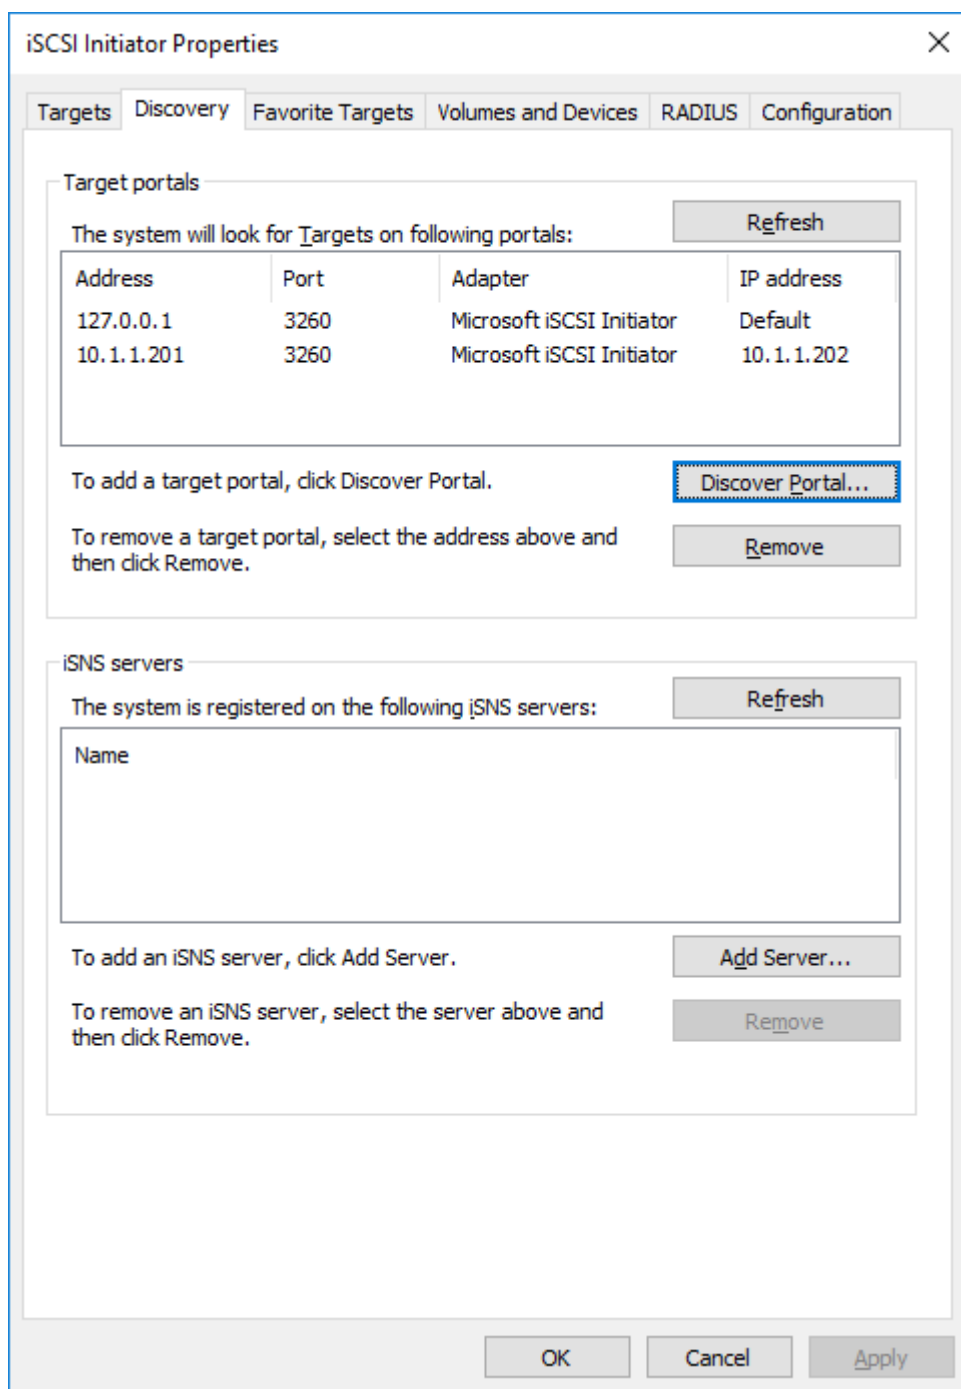 iSCSI Initiator Properties
Targets Discovery Favorite Targets Volumes and Devices RADIUS Configuration
Target portals
The system will look for Targets on following portals:
Refresh
Address Port Adapter IP address
127.0.0.1 3260 Microsoft iSCSI Initiator Default
10.1.1.201 3260 Microsoft iSCSI Initiator 10.1.1.202
To add a target portal, click Discover Portal.
Discover Portal...
To remove a target portal, select the address above and
then click Remove.
Remove
iSNS servers
The system is registered on the following iSNS servers:
Refresh
Name
To add an iSNS server, click Add Server.
Add Server...
To remove an iSNS server, select the server above and
then click Remove.
Remove
OK Cancel Apply